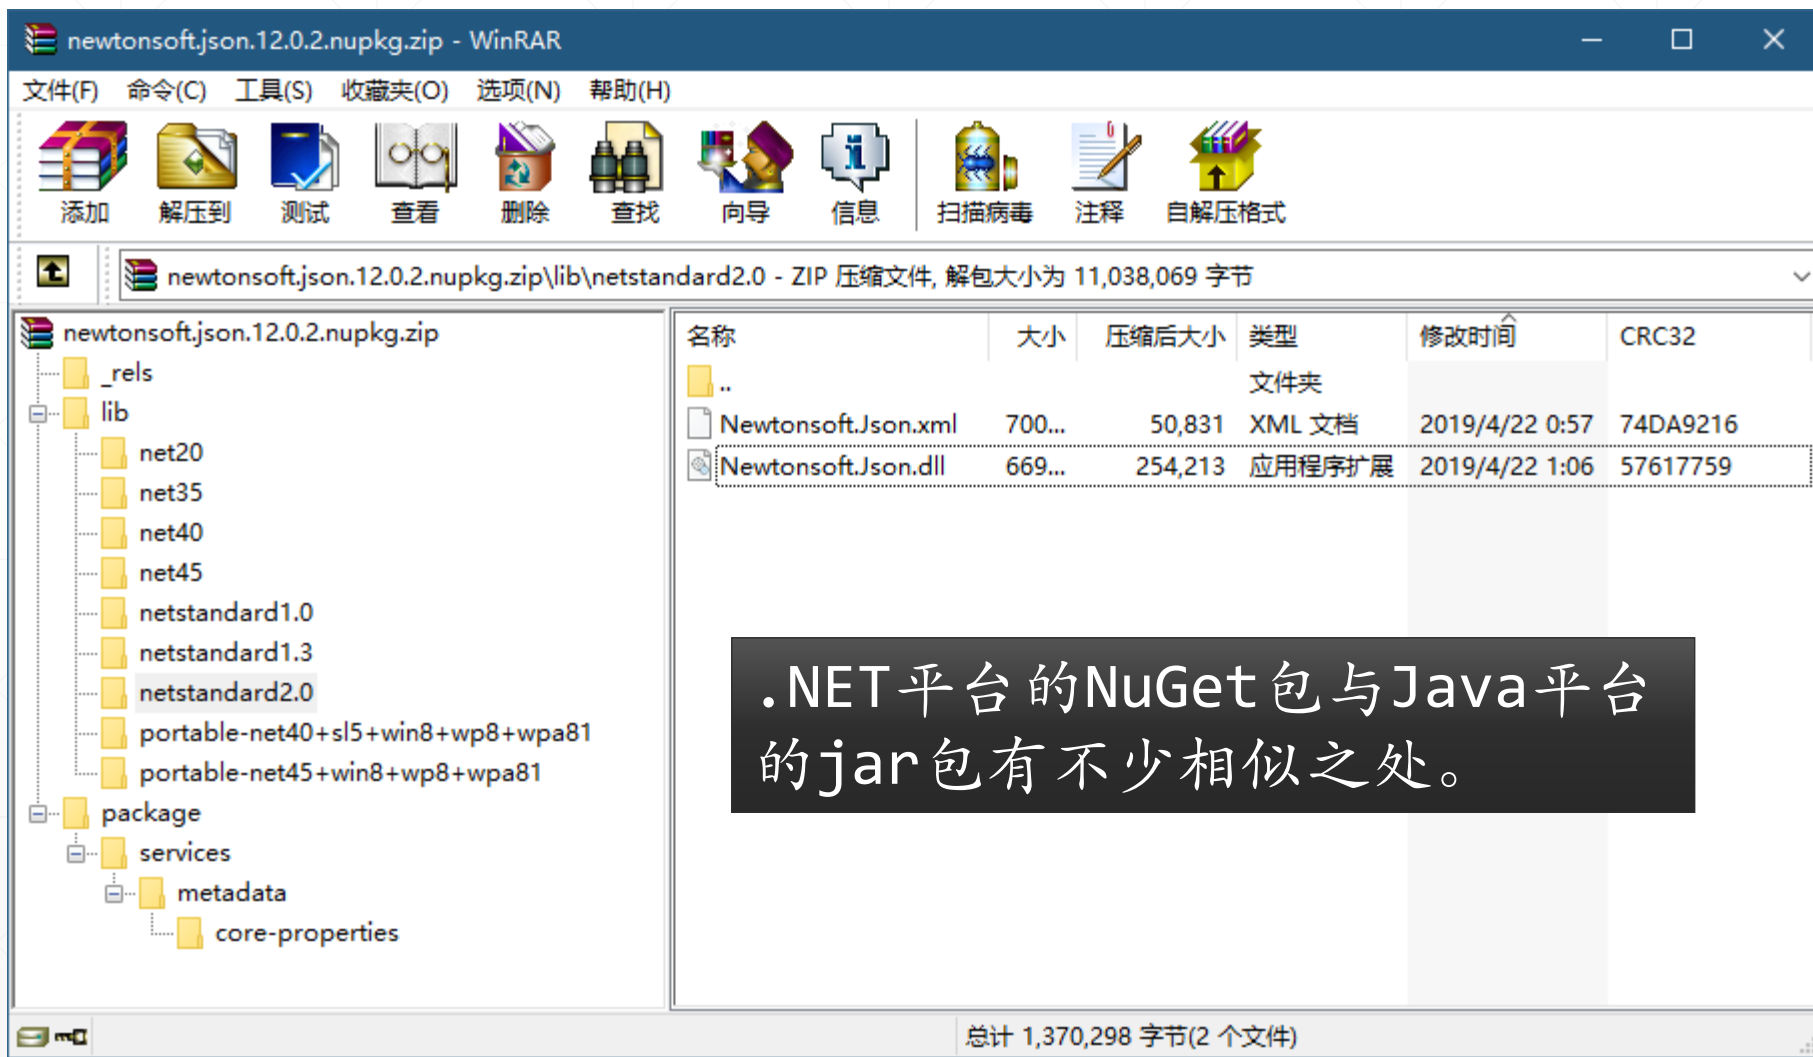 newtonsoft.json.12.0.2.nupkg.zip - WinRAR
文件(F) 命令(C) 工具(S) 收藏夹(O) 选项(N) 帮助(H)
添加 解压到 测试 查看 删除 查找 向导 信息 扫描病毒 注释 自解压格式
newtonsoft.json.12.0.2.nupkg.zip\lib\netstandard2.0 - ZIP 压缩文件, 解包大小为 11,038,069 字节
newtonsoft.json.12.0.2.nupkg.zip
_rels
lib
net20
net35
net40
net45
netstandard1.0
netstandard1.3
netstandard2.0
portable-net40+sl5+win8+wp8+wpa81
portable-net45+win8+wp8+wpa81
package
services
metadata
core-properties
名称 大小 压缩后大小 类型 修改时间 CRC32
.. 文件夹
Newtonsoft.Json.xml 700... 50,831 XML 文档 2019/4/22 0:57 74DA9216
Newtonsoft.Json.dll 669... 254,213 应用程序扩展 2019/4/22 1:06 57617759
.NET平台的NuGet包与Java平台
的jar包有不少相似之处。
总计 1,370,298 字节(2 个文件)